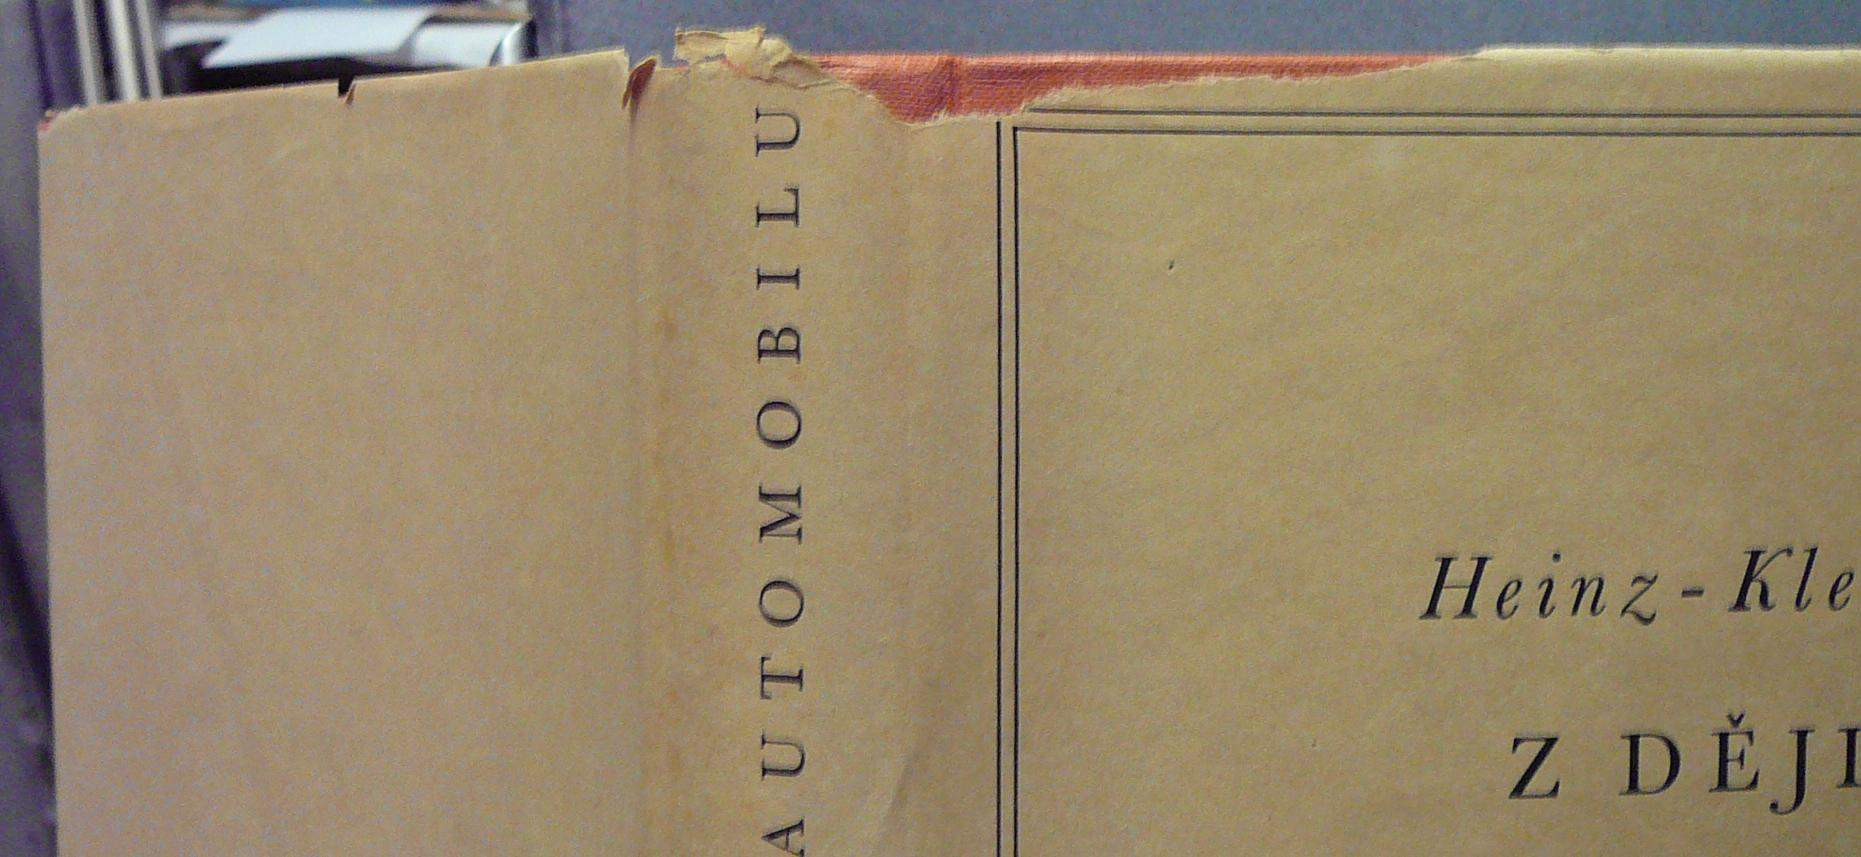 AUTOMOBILU
Heinz-Kle
Z DĚJI